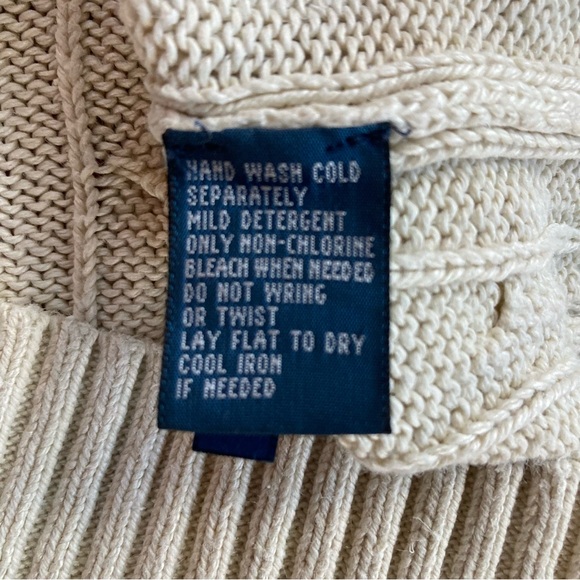 HAND WASH COLD
SEPARATELY
MILD DETERGENT
ONLY NON-CHLORINE
BLEACH WHEN NEEDED
DO NOT WRING
OR TWIST
LAY FLAT TO DRY
COOL IRON
IF NEEDED